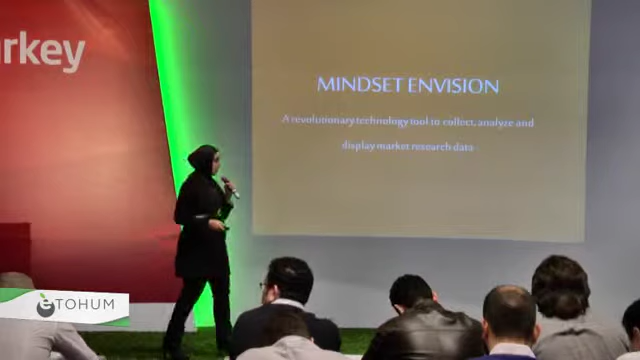 rkey
MINDSET ENVISION
A revolutionary technology tool to collect, analyze and
display market research data
eTOHUM